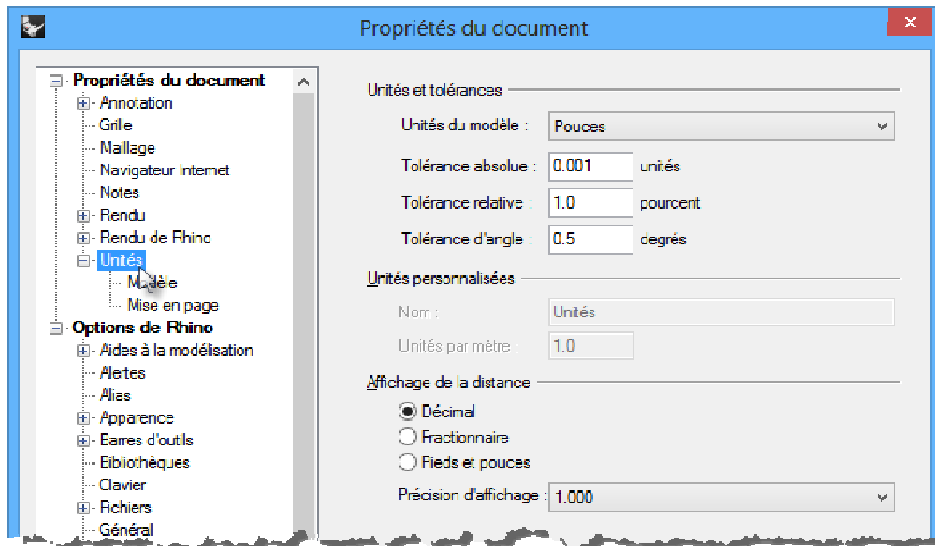 Propriétés du document
Propriétés du document
Annotation
Grille
Maillage
Navigateur Internet
Notes
Rendu
Rendu de Rhino
Unités
Modèle
Mise en page
Options de Rhino
Aides à la modélisation
Alertes
Alias
Apparence
Barres d'outils
Bibliothèques
Clavier
Fichiers
Général
Unités et tolérances
Unités du modèle : Pouces
Tolérance absolue : 0.001 unités
Tolérance relative : 1.0 pourcent
Tolérance d'angle : 0.5 degrés
Unités personnalisées
Nom : Unités
Unités par mètre : 1.0
Affichage de la distance
Décimal
Fractionnaire
Pieds et pouces
Précision d'affichage : 1.000